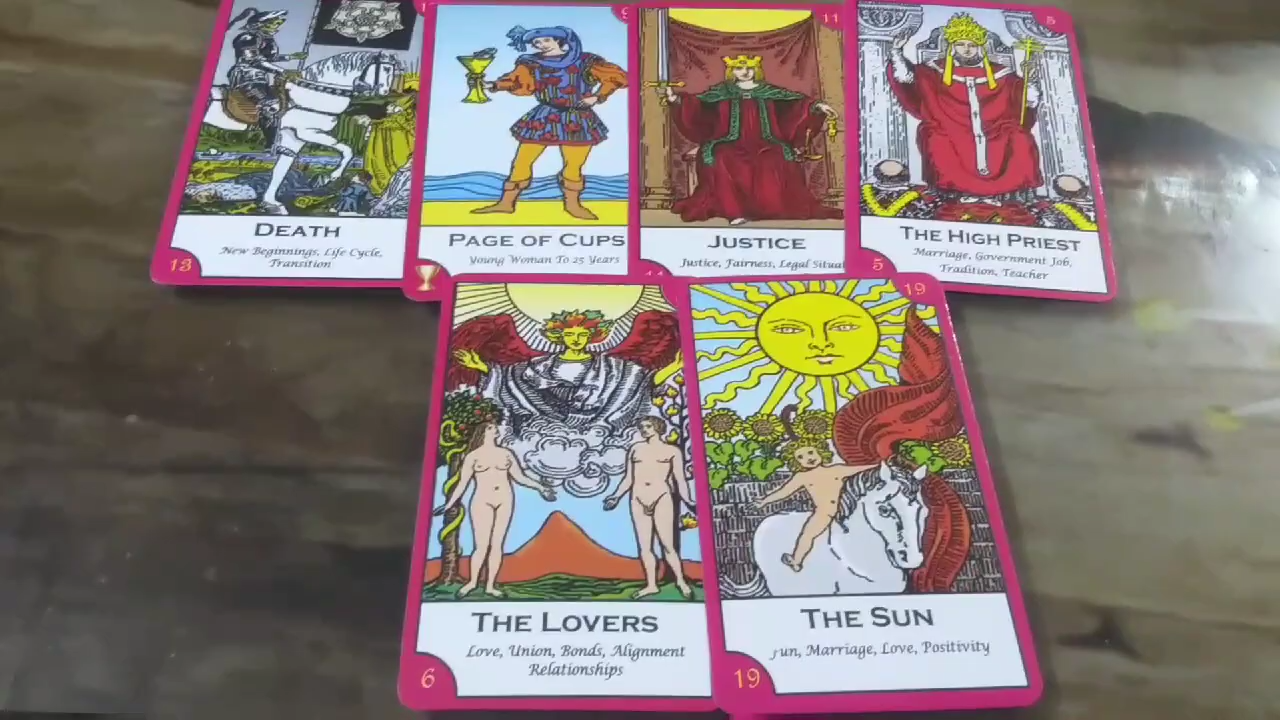 DEATH
New Beginnings, Life Cycle,
Transition
13
PAGE OF CUPS
Young Woman To 25 Years
11
JUSTICE
Justice, Fairness, Legal
5
THE HIGH PRIEST
Marriage, Government Job,
Tradition, Teacher
5
THE LOVERS
Love, Union, Bonds, Alignment
Relationships
6
19
THE SUN
Fun, Marriage, Love, Positivity
19